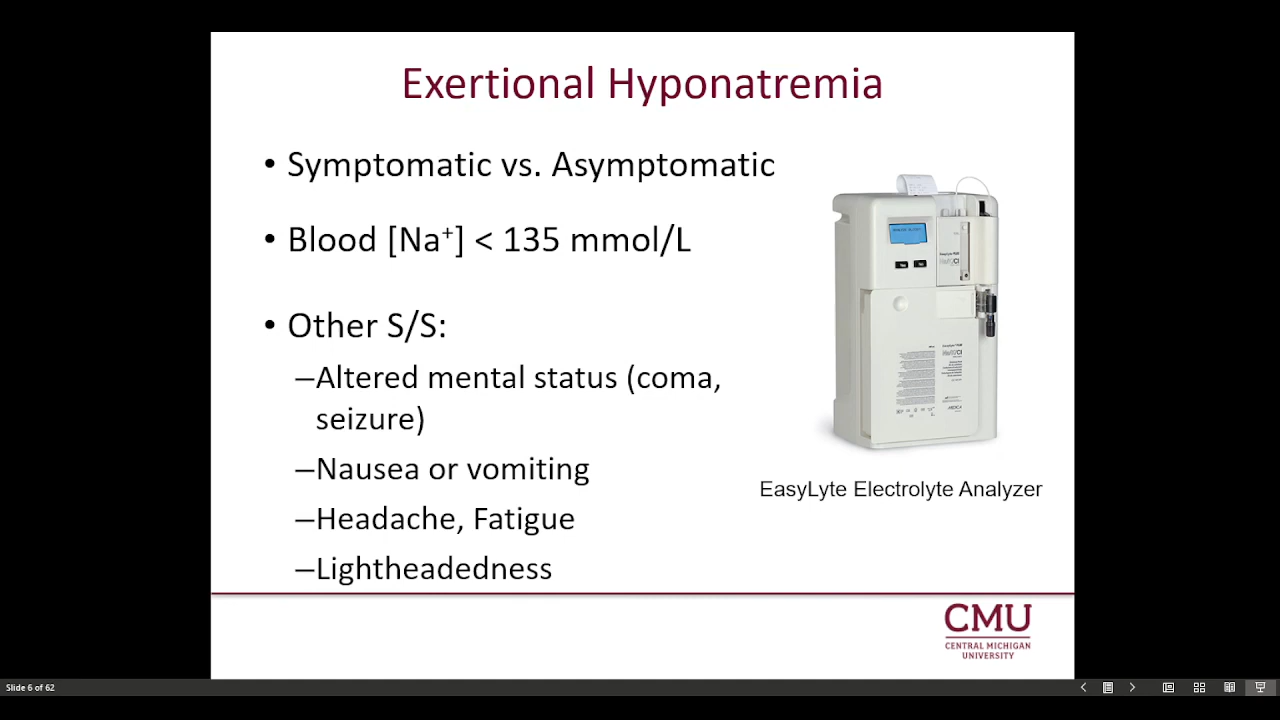 Exertional Hyponatremia
• Symptomatic vs. Asymptomatic
• Blood [Na⁺] < 135 mmol/L
• Other S/S:
–Altered mental status (coma,
seizure)
–Nausea or vomiting
–Headache, Fatigue
–Lightheadedness
EasyLyte Electrolyte Analyzer
CMU
CENTRAL MICHIGAN
UNIVERSITY
Slide 6 of 62